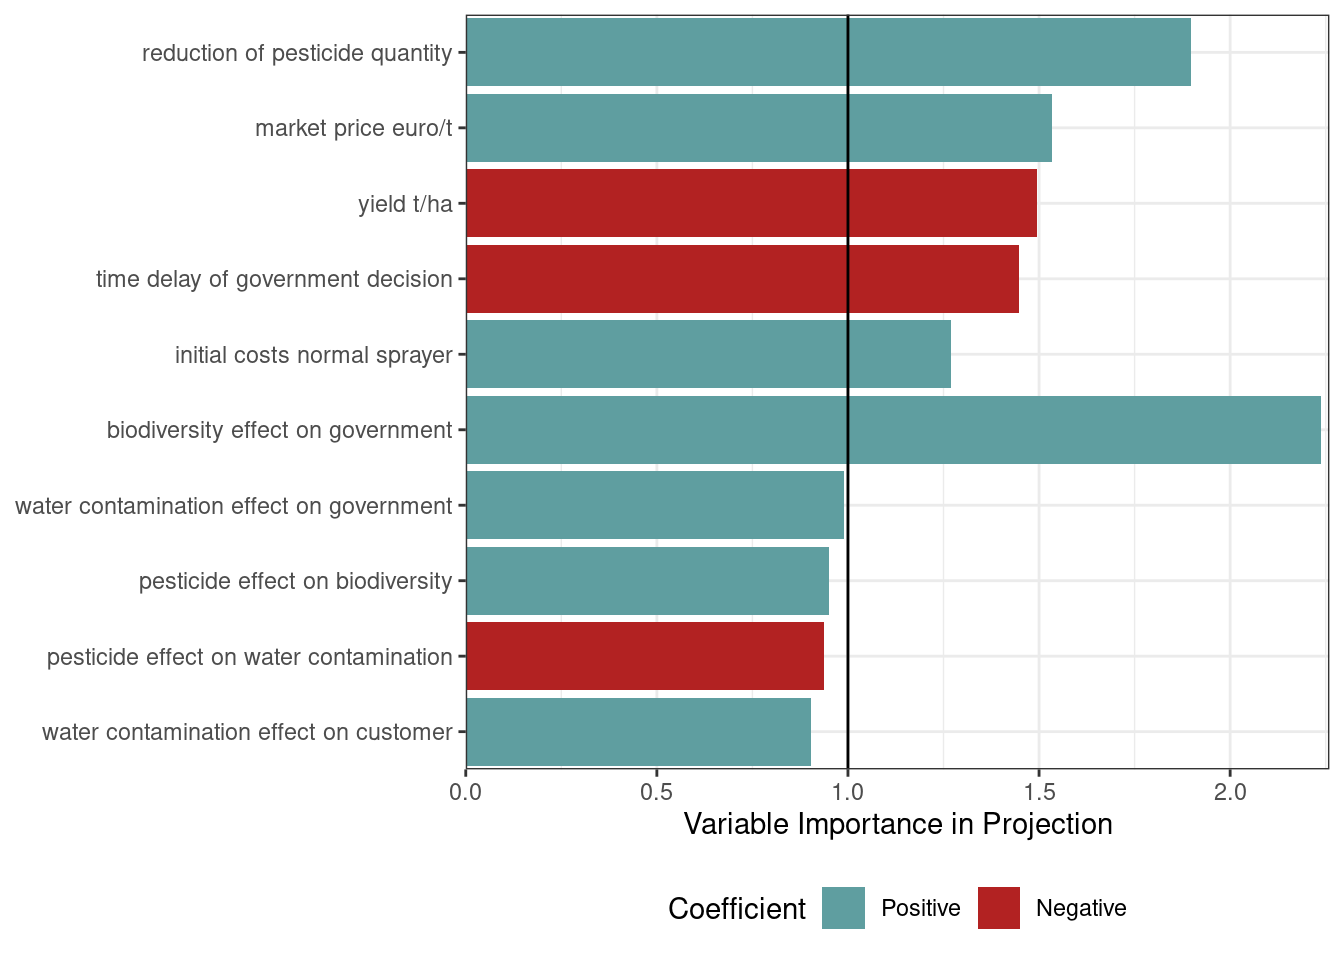 reduction of pesticide quantity
market price euro/t
yield t/ha
time delay of government decision
initial costs normal sprayer
biodiversity effect on government
water contamination effect on government
pesticide effect on biodiversity
pesticide effect on water contamination
water contamination effect on customer
0.0 0.5 1.0 1.5 2.0
Variable Importance in Projection
Coefficient Positive Negative